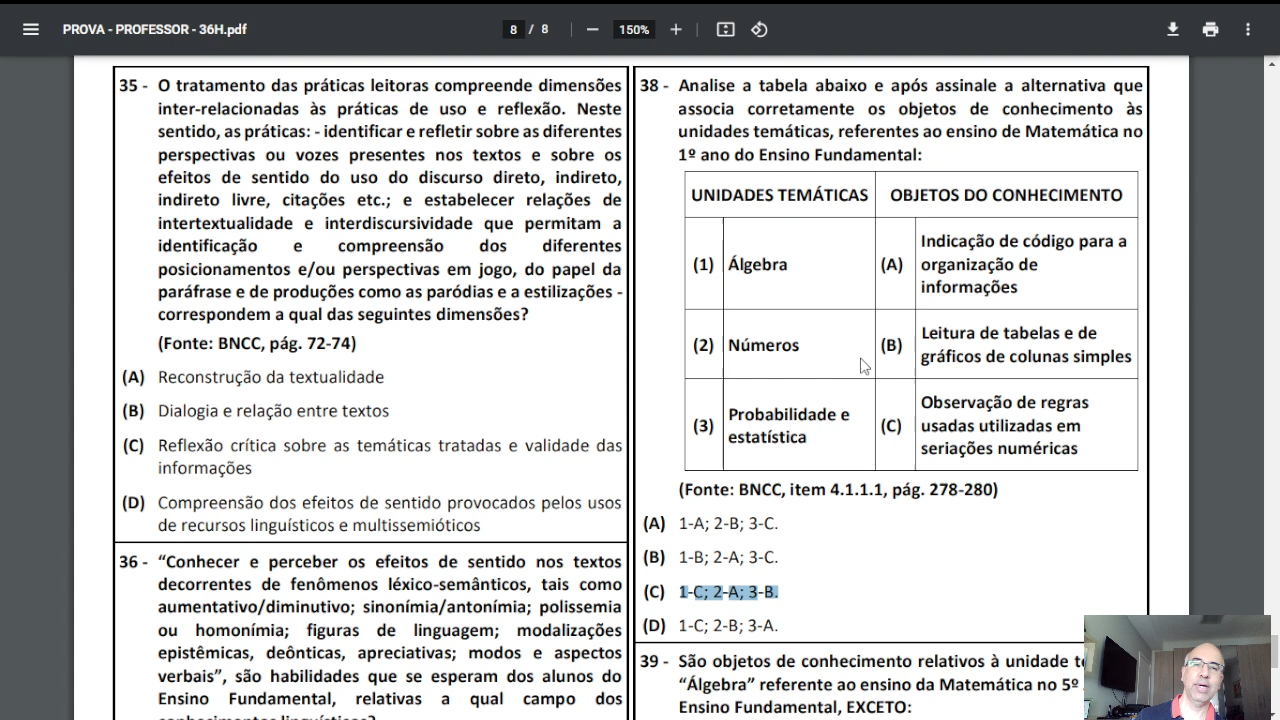 PROVA - PROFESSOR - 36H.pdf
8 / 8
150%
35 - O tratamento das práticas leitoras compreende dimensões
inter-relacionadas às práticas de uso e reflexão. Neste
sentido, as práticas: - identificar e refletir sobre as diferentes
perspectivas ou vozes presentes nos textos e sobre os
efeitos de sentido do uso do discurso direto, indireto,
indireto livre, citações etc.; e estabelecer relações de
intertextualidade e interdiscursividade que permitam a
identificação e compreensão dos diferentes
posicionamentos e/ou perspectivas em jogo, do papel da
paráfrase e de produções como as paródias e a estilizações -
correspondem a qual das seguintes dimensões?
(Fonte: BNCC, pág. 72-74)
(A) Reconstrução da textualidade
(B) Dialogia e relação entre textos
(C) Reflexão crítica sobre as temáticas tratadas e validade das
informações
(D) Compreensão dos efeitos de sentido provocados pelos usos
de recursos linguísticos e multissemióticos
36 - “Conhecer e perceber os efeitos de sentido nos textos
decorrentes de fenômenos léxico-semânticos, tais como
aumentativo/diminutivo; sinonímia/antonímia; polissemia
ou homonímia; figuras de linguagem; modalizações
epistêmicas, deônticas, apreciativas; modos e aspectos
verbais”, são habilidades que se esperam dos alunos do
Ensino Fundamental, relativas a qual campo dos
conhecimentos linguísticos?
38 - Analise a tabela abaixo e após assinale a alternativa que
associa corretamente os objetos de conhecimento às
unidades temáticas, referentes ao ensino de Matemática no
1º ano do Ensino Fundamental:
UNIDADES TEMÁTICAS OBJETOS DO CONHECIMENTO
(1) Álgebra (A) Indicação de código para a
organização de
informações
(2) Números (B) Leitura de tabelas e de
gráficos de colunas simples
(3) Probabilidade e
estatística
(C) Observação de regras
usadas utilizadas em
seriações numéricas
(Fonte: BNCC, item 4.1.1.1, pág. 278-280)
(A) 1-A; 2-B; 3-C.
(B) 1-B; 2-A; 3-C.
(C) 1-C; 2-A; 3-B.
(D) 1-C; 2-B; 3-A.
39 - São objetos de conhecimento relativos à unidade
“Álgebra” referente ao ensino da Matemática no 5º
Ensino Fundamental, EXCETO: